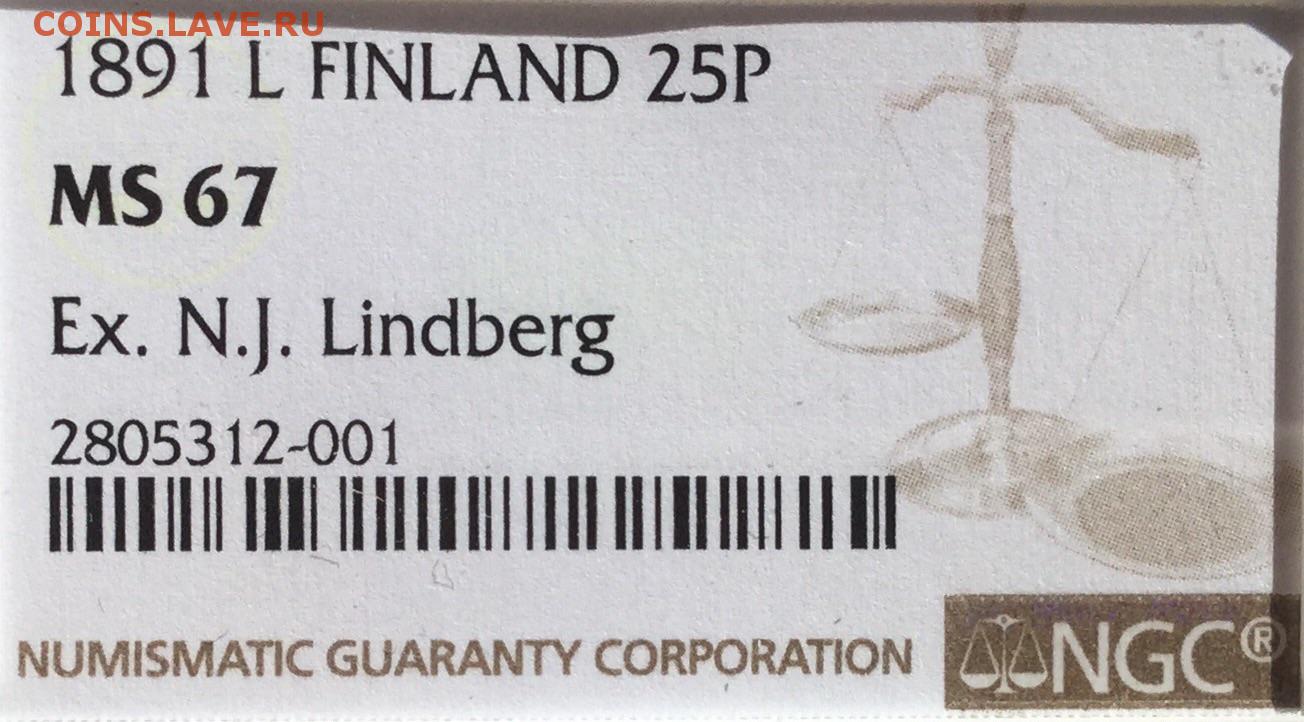 COINS.LAVE.RU
1891 L FINLAND 25P
MS 67
Ex. N.J. Lindberg
2805312-001
NUMISMATIC GUARANTY CORPORATION
NGC®